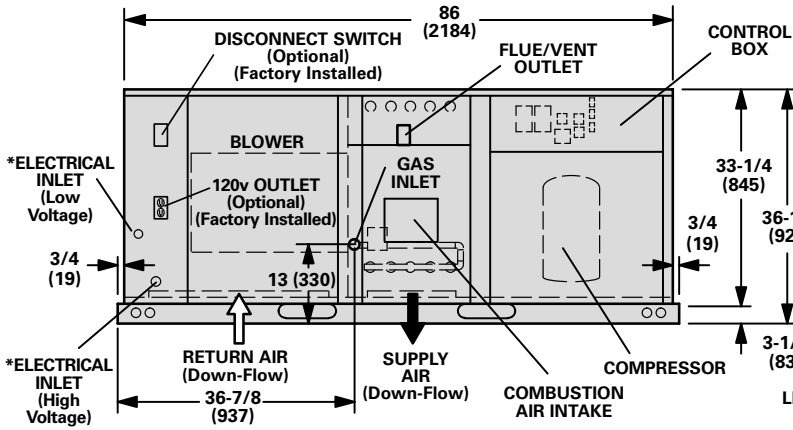 86
(2184)
DISCONNECT SWITCH
(Optional)
(Factory Installed)
FLUE/VENT
OUTLET
CONTROL
BOX
BLOWER
*ELECTRICAL
INLET
(Low
Voltage)
120v OUTLET
(Optional)
(Factory Installed)
GAS
INLET
33-1/4
(845)
3/4
(19)
3/4
(19)
13 (330)
*ELECTRICAL
INLET
(High
Voltage)
RETURN AIR
(Down-Flow)
SUPPLY
AIR
(Down-Flow)
COMPRESSOR
36-7/8
(937)
COMBUSTION
AIR INTAKE